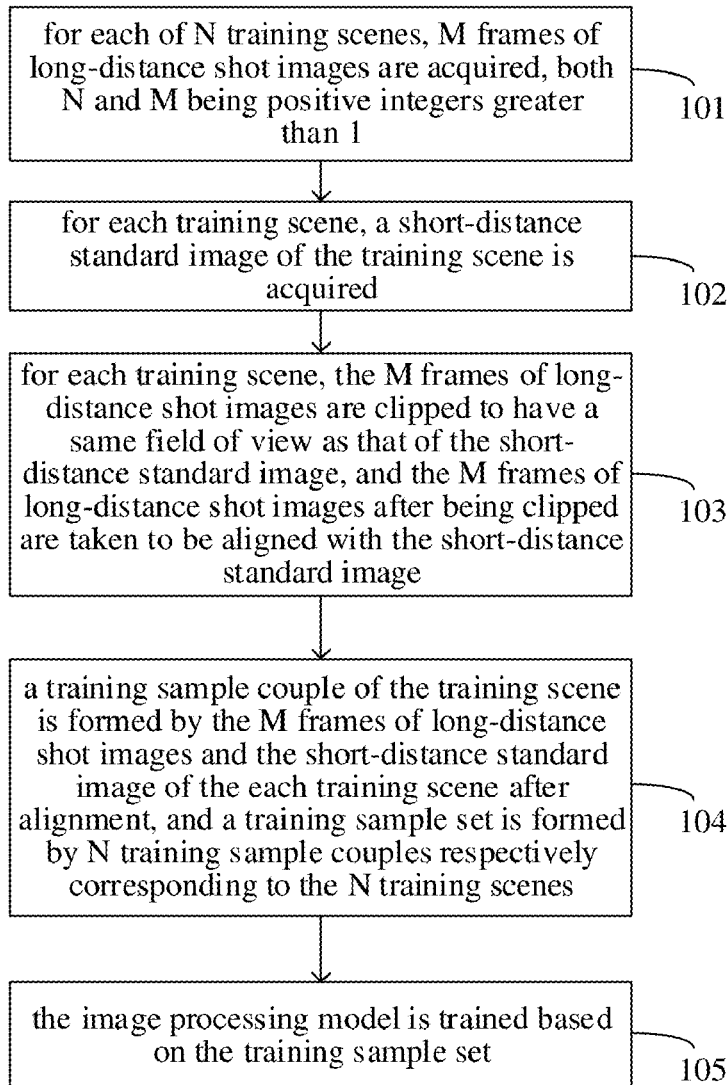 for each of N training scenes, M frames of
long-distance shot images are acquired, both
N and M being positive integers greater
than 1
101
for each training scene, a short-distance
standard image of the training scene is
acquired
102
for each training scene, the M frames of long-
distance shot images are clipped to have a
same field of view as that of the short-
distance standard image, and the M frames of
long-distance shot images after being clipped
are taken to be aligned with the short-distance
standard image
103
a training sample couple of the training scene
is formed by the M frames of long-distance
shot images and the short-distance standard
image of the each training scene after
alignment, and a training sample set is formed
by N training sample couples respectively
corresponding to the N training scenes
104
the image processing model is trained based
on the training sample set
105